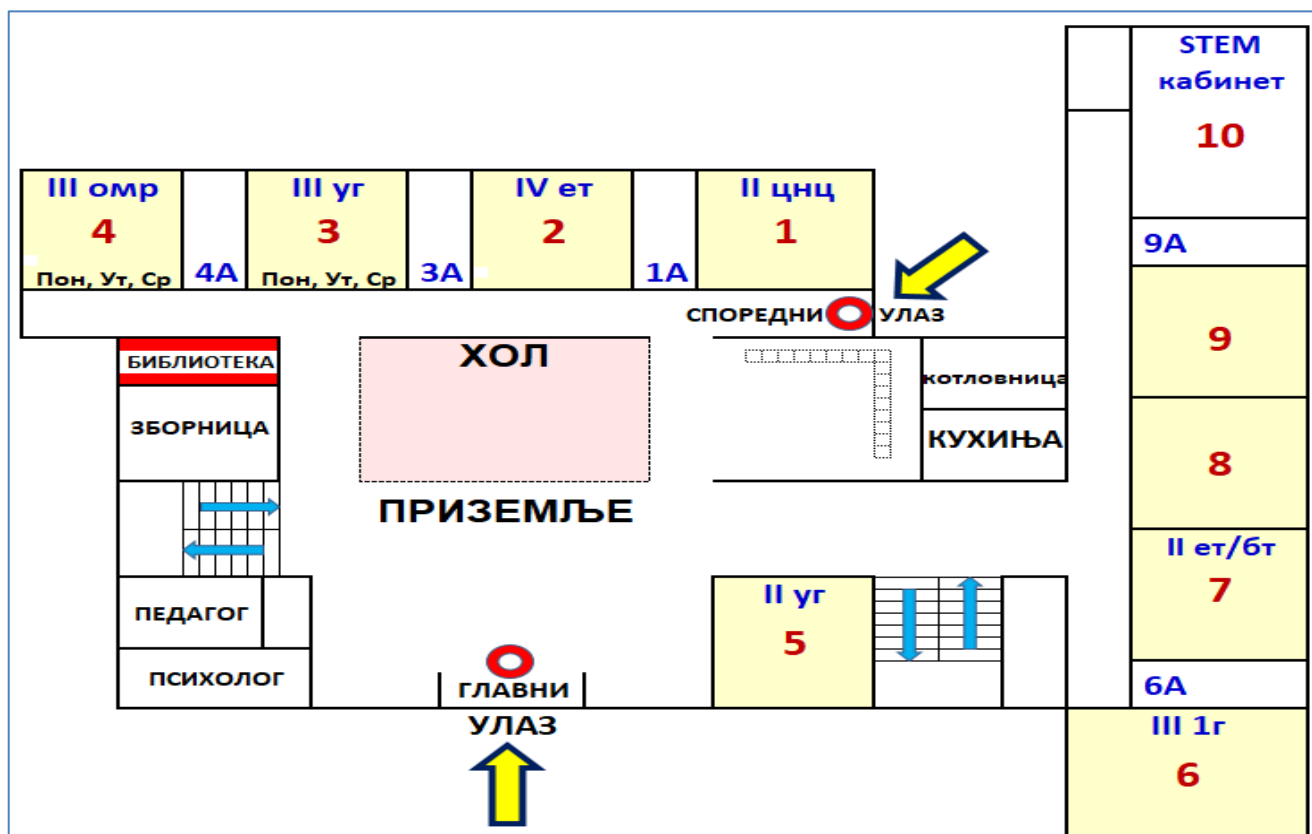 STEM
кабинет
10
III омр
4
Пон, Ут, Ср
4А
III уг
3
Пон, Ут, Ср
3А
IV ет
2
1А
II цнц
1
9А
СПОРЕДНИ УЛАЗ
БИБЛИОТЕКА
ХОЛ
котловница
9
ЗБОРНИЦА
КУХИЊА
8
ПРИЗЕМЉЕ
II ет/бт
7
ПЕДАГОГ
II уг
5
ПСИХОЛОГ
ГЛАВНИ
УЛАЗ
6А
III 1г
6